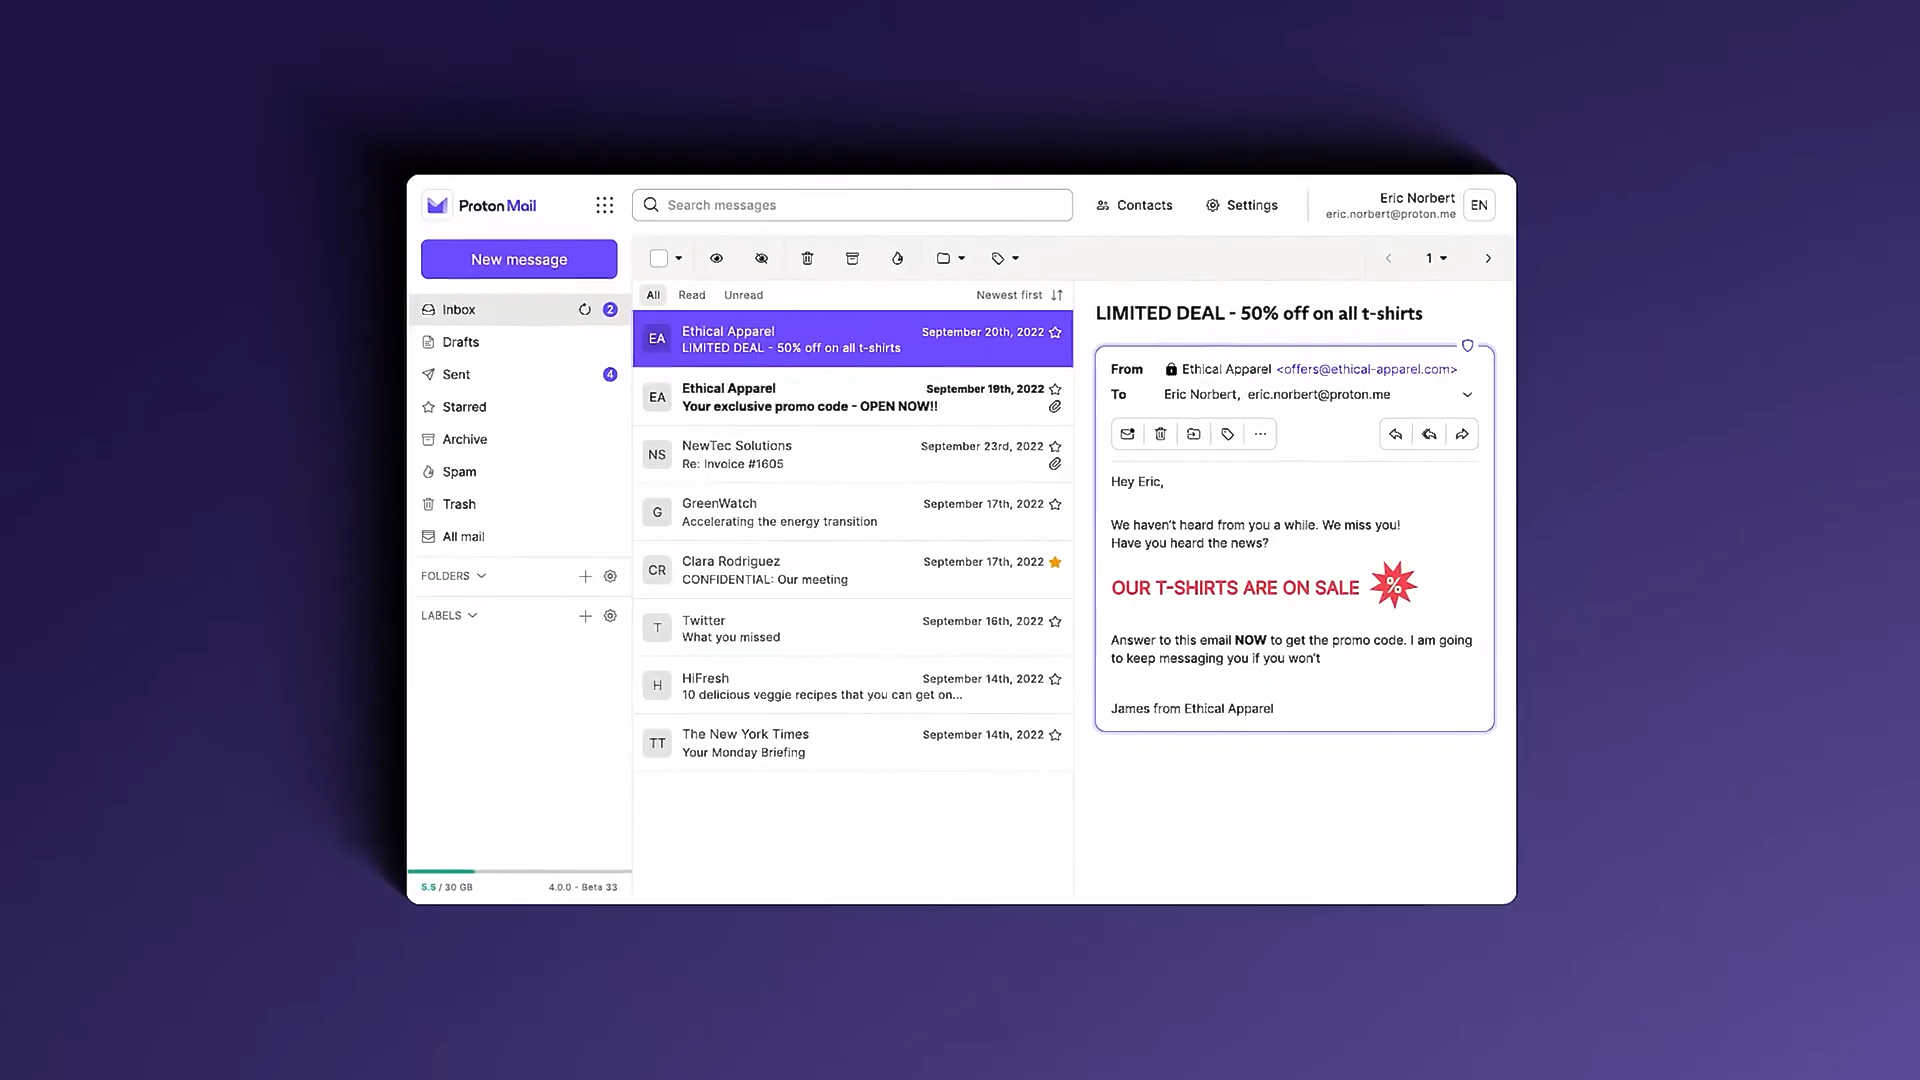 Proton Mail
Search messages
Contacts
Settings
Eric Norbert
eric.norbert@proton.me
EN
New message
1
Inbox
2
Drafts
Sent
4
Starred
Archive
Spam
Trash
All mail
FOLDERS
LABELS
5.5 / 30 GB
4.0.0 - Beta 33
All
Read
Unread
Newest first
EA
Ethical Apparel
September 20th, 2022
LIMITED DEAL - 50% off on all t-shirts
EA
Ethical Apparel
September 19th, 2022
Your exclusive promo code - OPEN NOW!!
NS
NewTec Solutions
September 23rd, 2022
Re: Invoice #1605
G
GreenWatch
September 17th, 2022
Accelerating the energy transition
CR
Clara Rodriguez
September 17th, 2022
CONFIDENTIAL: Our meeting
T
Twitter
September 16th, 2022
What you missed
H
HiFresh
September 14th, 2022
10 delicious veggie recipes that you can get on...
TT
The New York Times
September 14th, 2022
Your Monday Briefing
LIMITED DEAL - 50% off on all t-shirts
From Ethical Apparel <offers@ethical-apparel.com>
To Eric Norbert, eric.norbert@proton.me
Hey Eric,
We haven't heard from you a while. We miss you!
Have you heard the news?
OUR T-SHIRTS ARE ON SALE %
Answer to this email NOW to get the promo code. I am going
to keep messaging you if you won't
James from Ethical Apparel